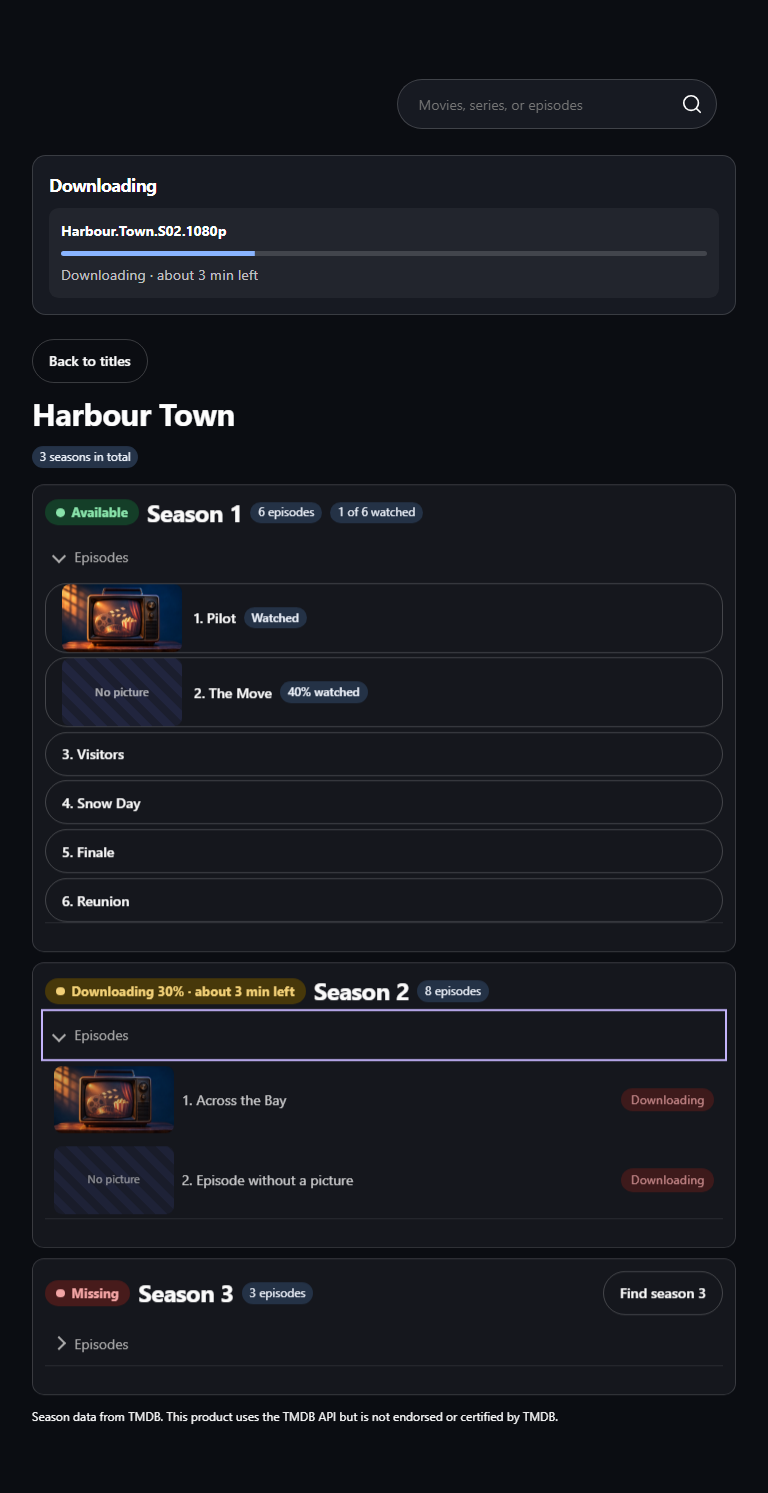 Movies, series, or episodes
Downloading
Harbour.Town.S02.1080p
Downloading · about 3 min left
Back to titles
Harbour Town
3 seasons in total
Available Season 1 6 episodes 1 of 6 watched
Episodes
1. Pilot Watched
No picture 2. The Move 40% watched
3. Visitors
4. Snow Day
5. Finale
6. Reunion
Downloading 30% · about 3 min left Season 2 8 episodes
Episodes
1. Across the Bay Downloading
No picture 2. Episode without a picture Downloading
Missing Season 3 3 episodes Find season 3
Episodes
Season data from TMDB. This product uses the TMDB API but is not endorsed or certified by TMDB.